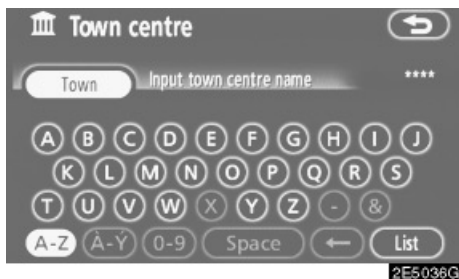 Town centre
Town Input town centre name ****
A B C D E F G H I J
K L M N O P Q R S
T U V W X Y Z - &
A-Z À-Ý 0-9 Space ← List
2E5036G